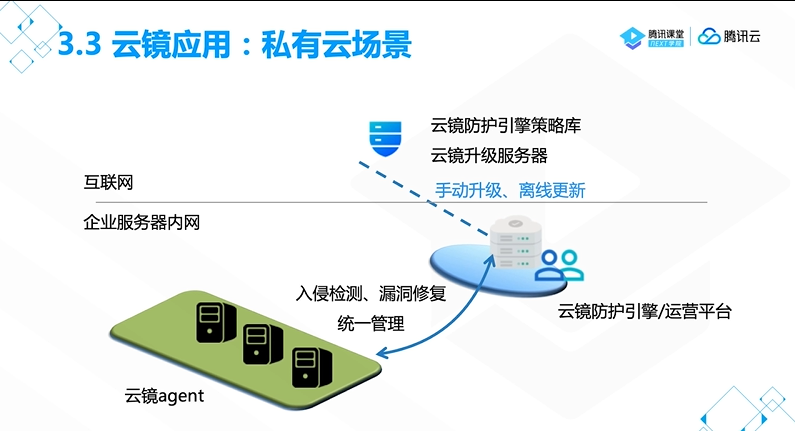 3.3 云镜应用：私有云场景
腾讯课堂
NEXT学院
腾讯云
云镜防护引擎策略库
云镜升级服务器
互联网
手动升级、离线更新
企业服务器内网
入侵检测、漏洞修复
统一管理
云镜防护引擎/运营平台
云镜agent